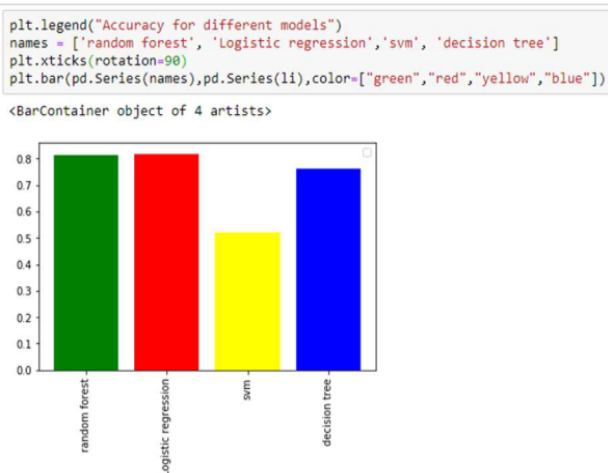 plt.legend("Accuracy for different models")
names = ['random forest', 'Logistic regression','svm', 'decision tree']
plt.xticks(rotation=90)
plt.bar(pd.Series(names),pd.Series(li),color=["green","red","yellow","blue"])
<BarContainer object of 4 artists>
0.8
0.7
0.6
0.5
0.4
0.3
0.2
0.1
0.0
random forest
ogistic regression
svm
decision tree